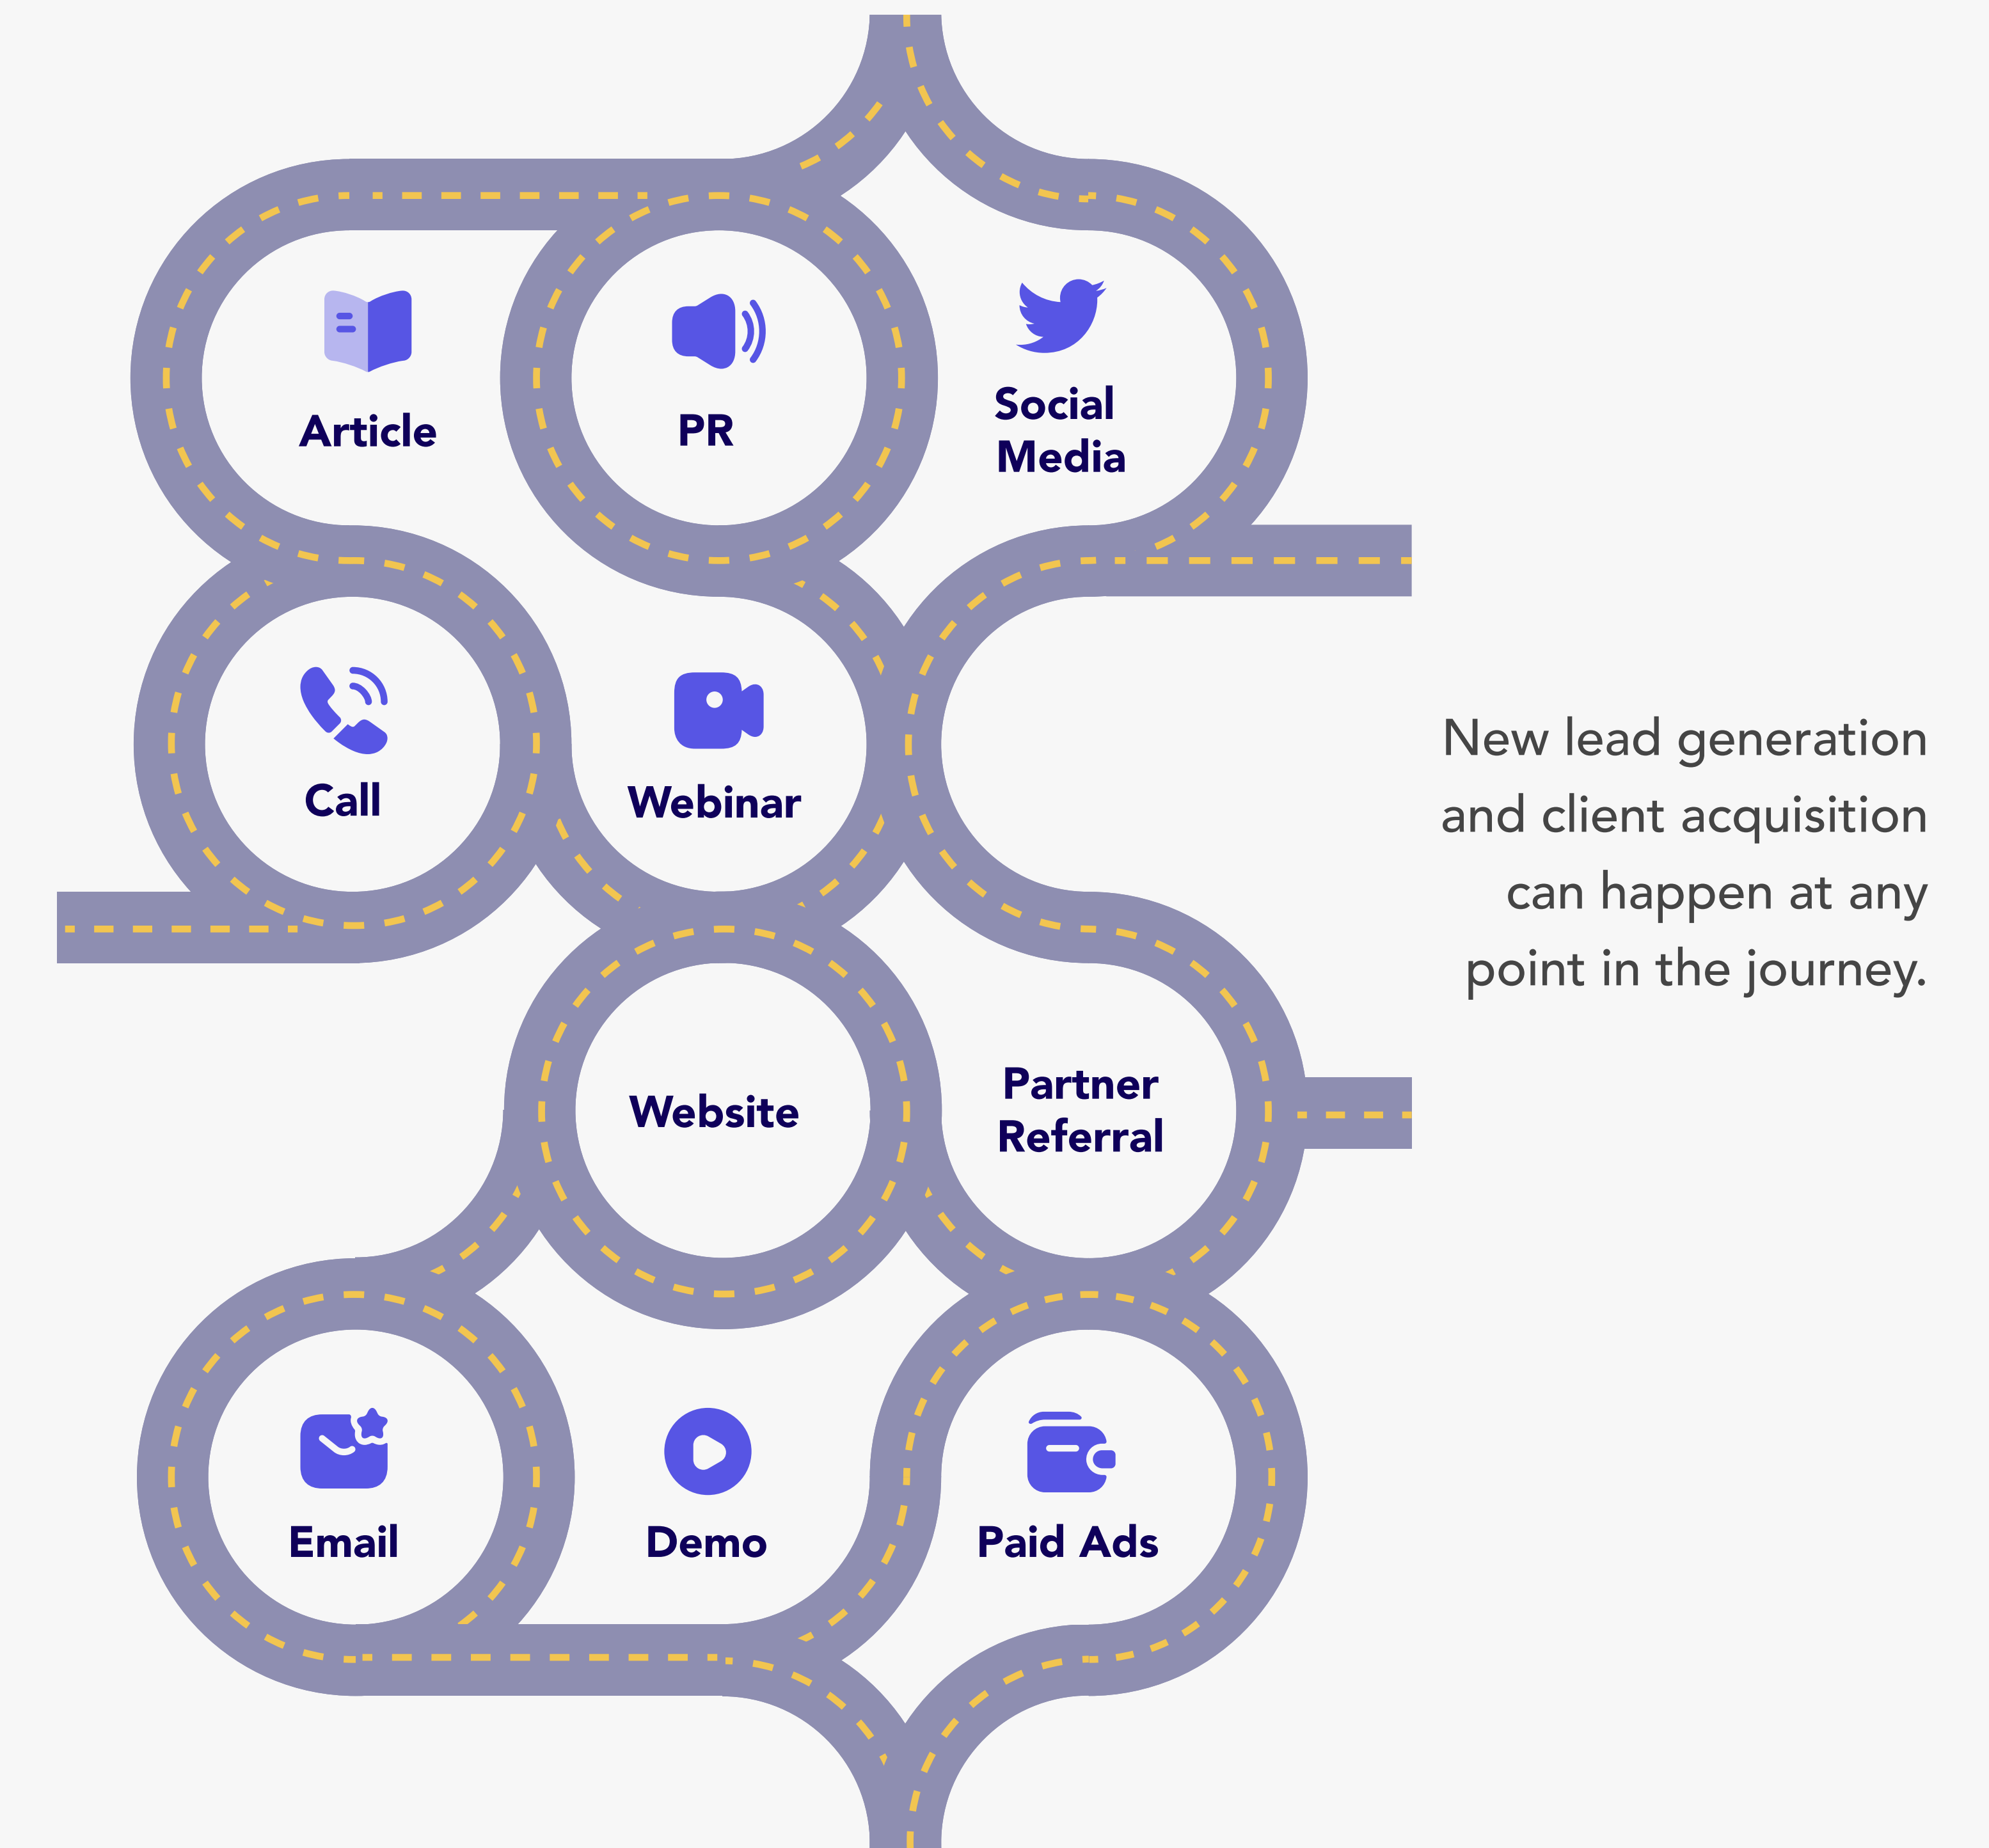 Article
PR
Social
Media
Call
Webinar
New lead generation
and client acquisition
can happen at any
point in the journey.
Website
Partner
Referral
Email
Demo
Paid Ads